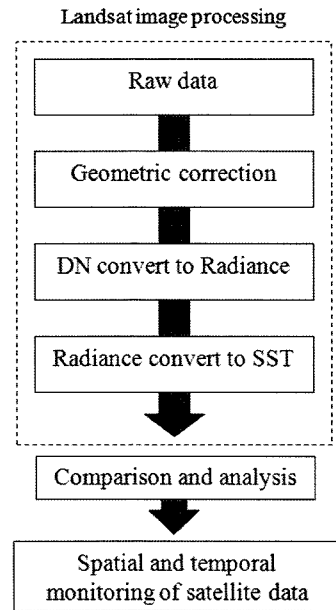 Landsat image processing
Raw data
Geometric correction
DN convert to Radiance
Radiance convert to SST
Comparison and analysis
Spatial and temporal
monitoring of satellite data